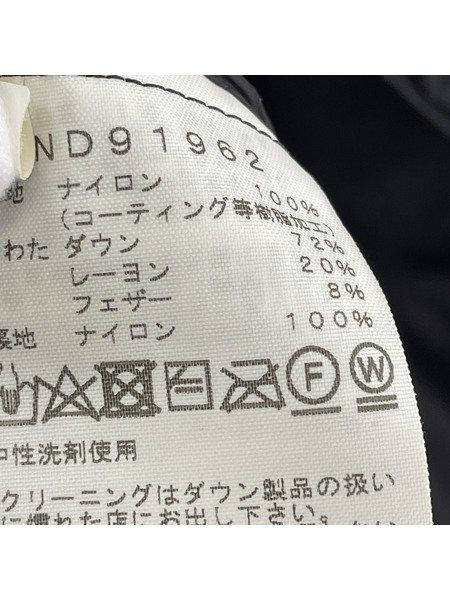 ND91962
地 ナイロン 100%
(コーティング等樹脂加工)
わた ダウン 72%
レーヨン 20%
フェザー 8%
裏地 ナイロン 100%
F W
中性洗剤使用
クリーニングはダウン製品の扱い
に慣れた店にお出し下さい。